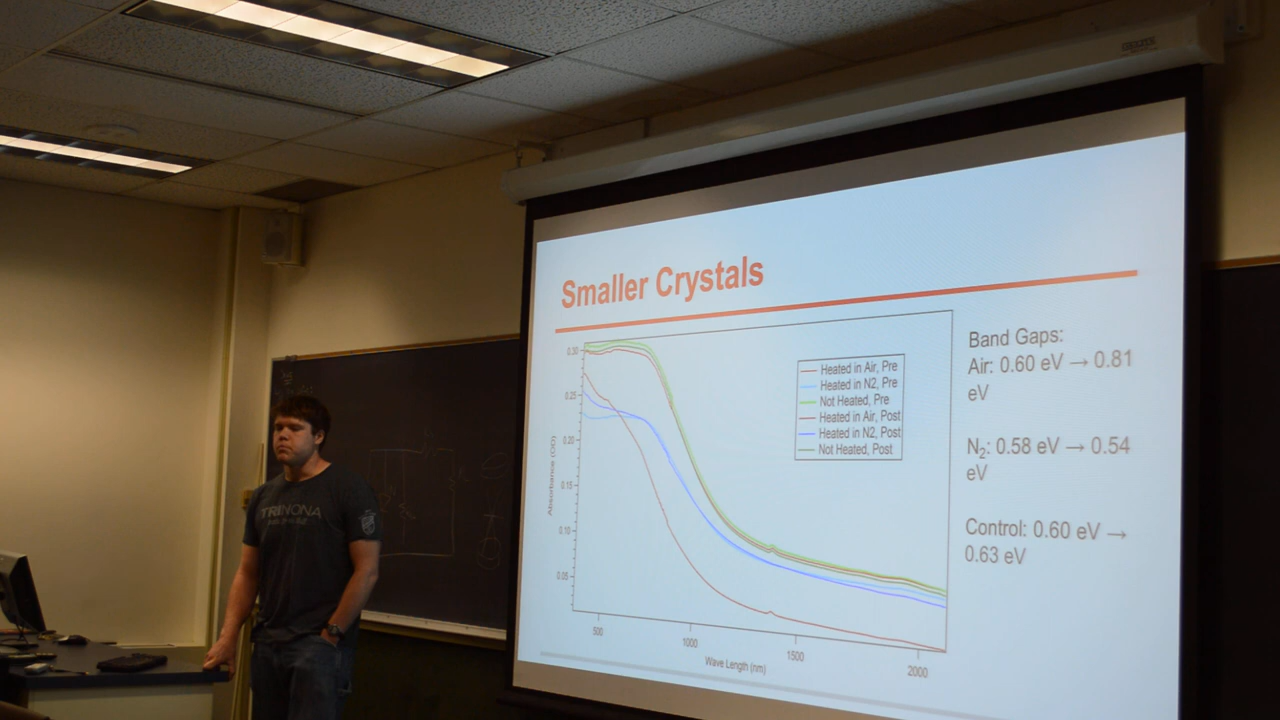 Smaller Crystals
Band Gaps:
Air: 0.60 eV → 0.81
eV
N₂: 0.58 eV → 0.54
eV
Control: 0.60 eV →
0.63 eV
Heated in Air, Pre
Heated in N2, Pre
Not Heated, Pre
Heated in Air, Post
Heated in N2, Post
Not Heated, Post
0.30
0.25
0.20
0.15
0.10
0.05
Absorbance (OD)
500
1000
1500
2000
Wave Length (nm)